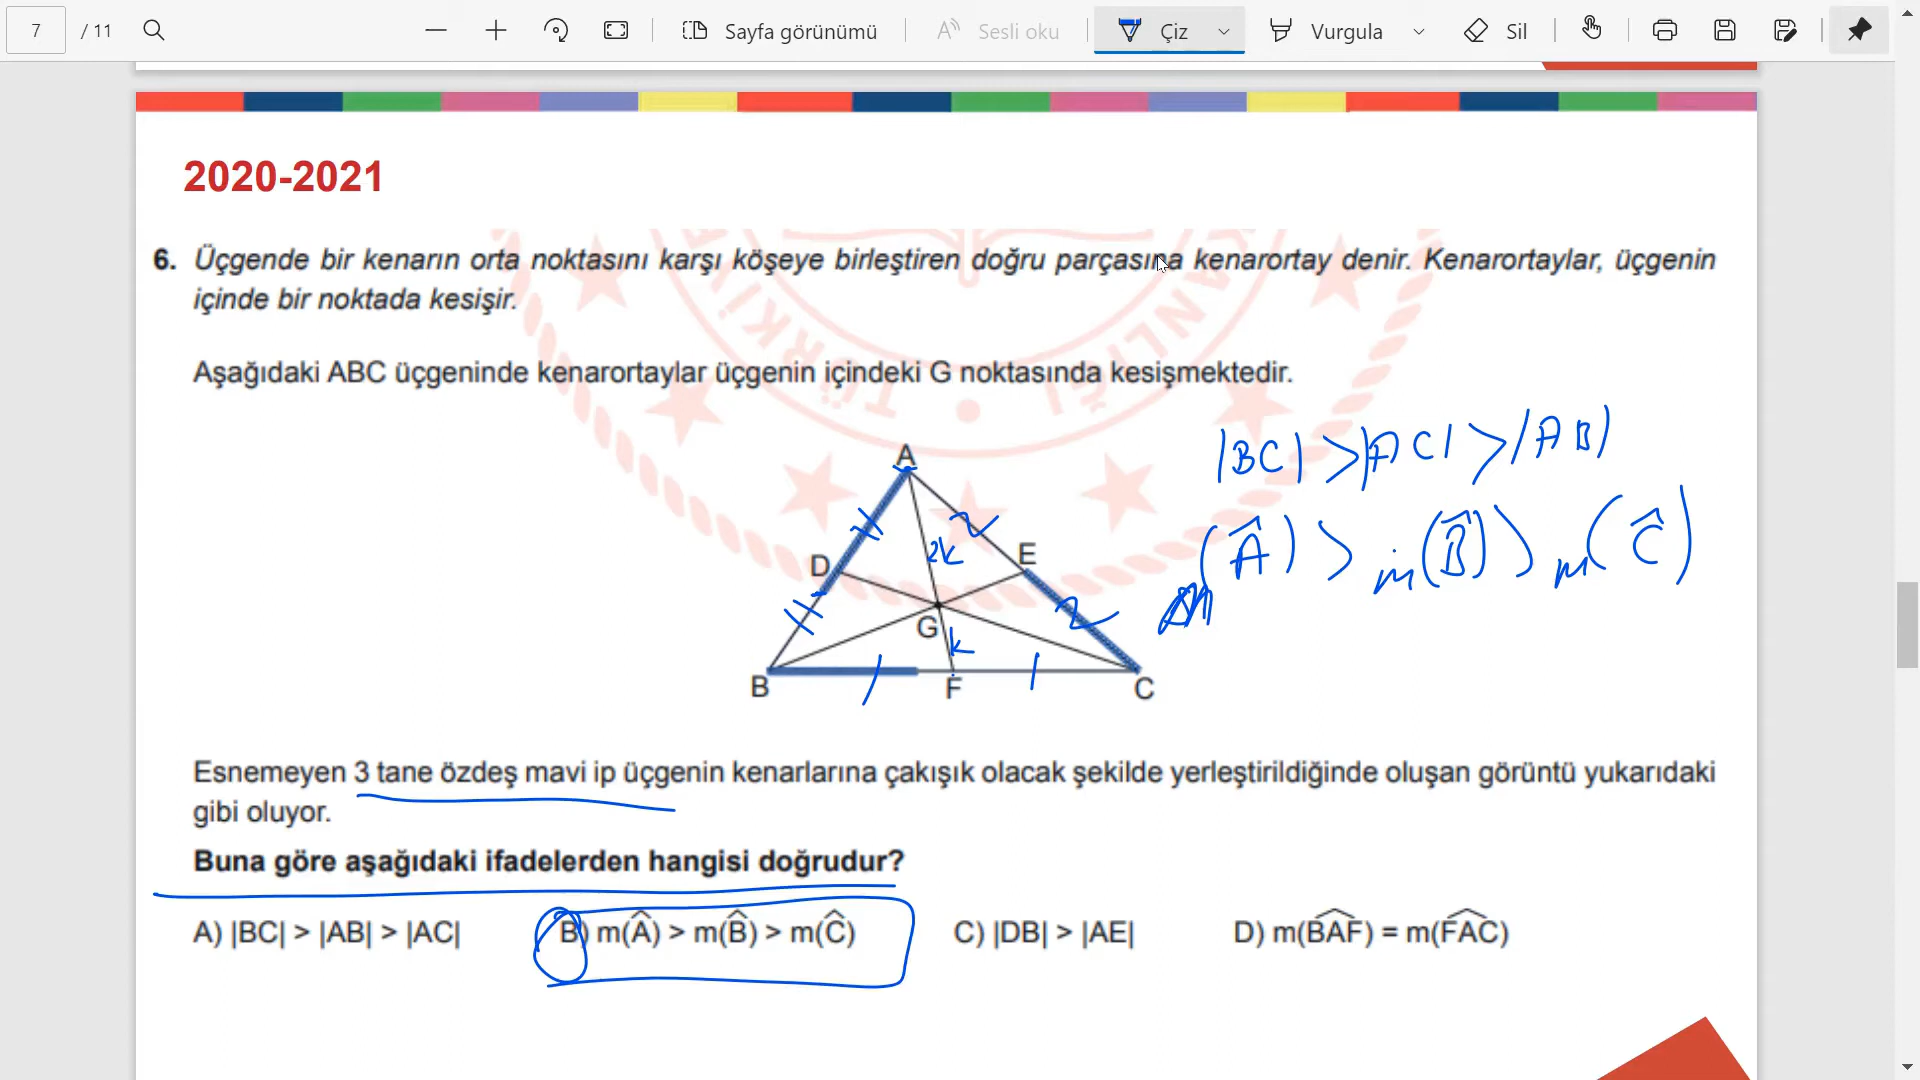 7 / 11 Sayfa görünümü Sesli oku Çiz Vurgula Sil
2020-2021
6. Üçgende bir kenarın orta noktasını karşı köşeye birleştiren doğru parçasına kenarortay denir. Kenarortaylar, üçgenin
içinde bir noktada kesişir.
Aşağıdaki ABC üçgeninde kenarortaylar üçgenin içindeki G noktasında kesişmektedir.
|BC| > |AC| > |AB|
A
m(Â) > m(B̂) > m(Ĉ)
2k
D
E
G
k
B
F
C
Esnemeyen 3 tane özdeş mavi ip üçgenin kenarlarına çakışık olacak şekilde yerleştirildiğinde oluşan görüntü yukarıdaki
gibi oluyor.
Buna göre aşağıdaki ifadelerden hangisi doğrudur?
A) |BC| > |AB| > |AC| B) m(Â) > m(B̂) > m(Ĉ) C) |DB| > |AE| D) m(BAF) = m(FAC)